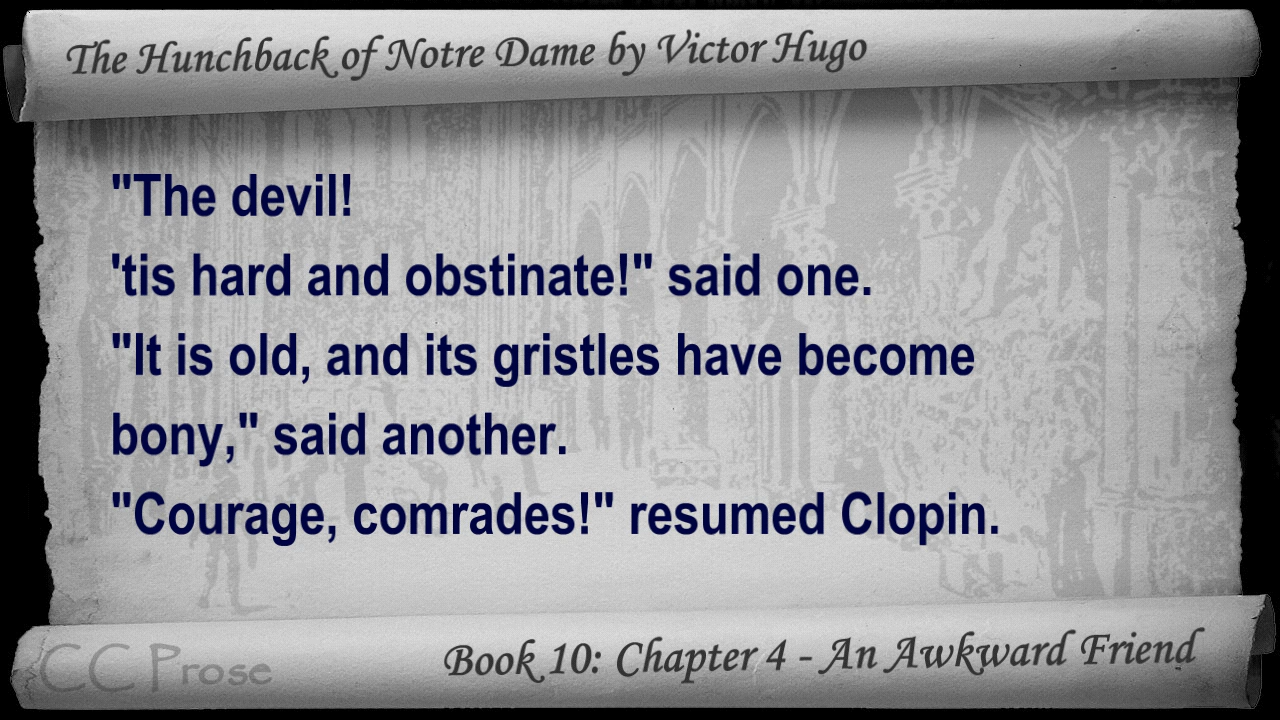 The Hunchback of Notre Dame by Victor Hugo
"The devil!
'tis hard and obstinate!" said one.
"It is old, and its gristles have become
bony," said another.
"Courage, comrades!" resumed Clopin.
CC Prose
Book 10: Chapter 4 - An Awkward Friend